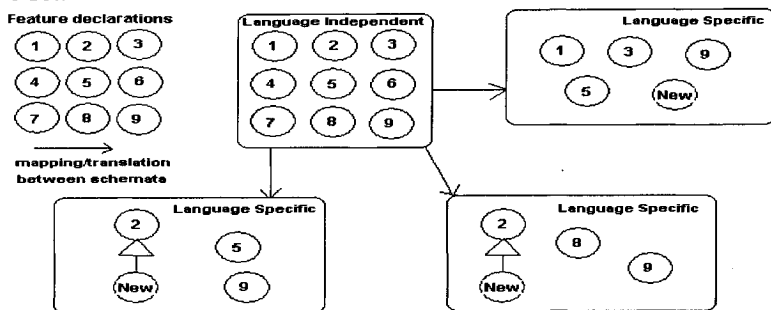 Feature declarations
1 2 3
4 5 6
7 8 9
mapping/translation
between schemata
Language Independent
1 2 3
4 5 6
7 8 9
Language Specific
1 3 9
5 New
Language Specific
2
5
New 9
Language Specific
2
8
9
New